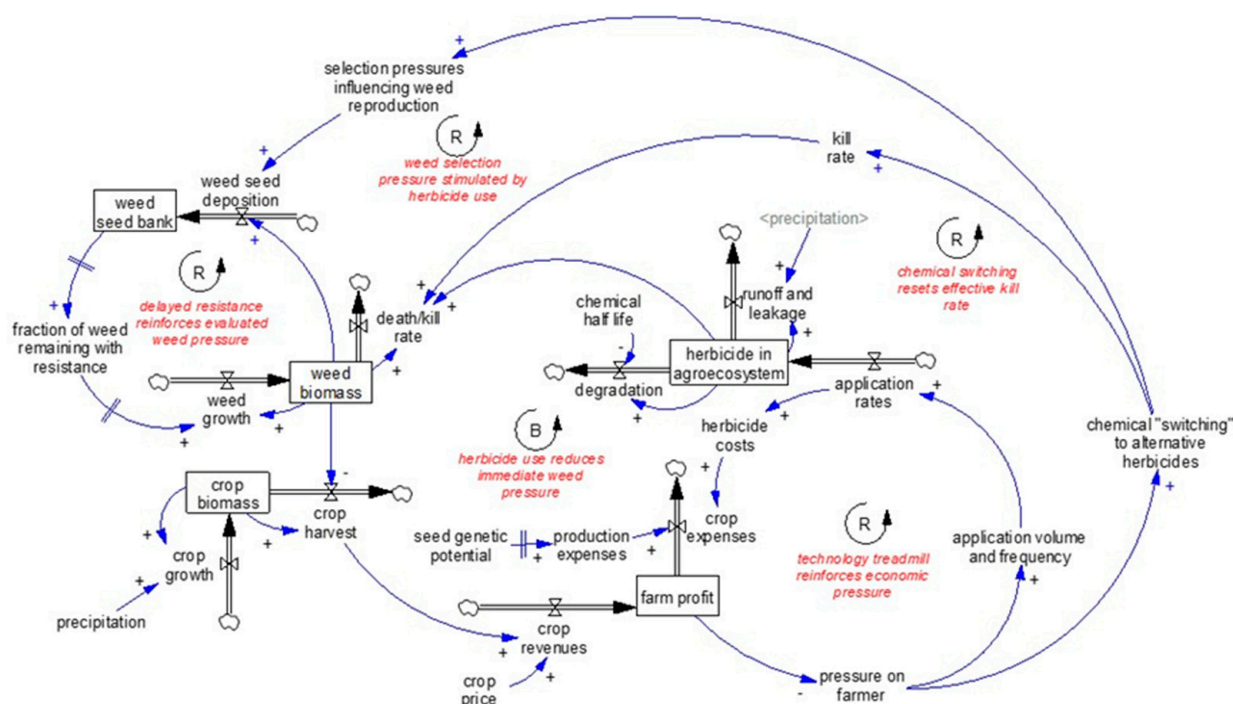 selection pressures
influencing weed
reproduction
R
weed selection
pressure stimulated by
herbicide use
kill
rate
weed seed
deposition
weed
seed bank
<precipitation>
R
delayed resistance
reinforces evaluated
weed pressure
R
chemical switching
resets effective kill
rate
runoff and
leakage
chemical
half life
death/kill
rate
fraction of weed
remaining with
resistance
weed
biomass
herbicide in
agroecosystem
degradation
application
rates
weed
growth
herbicide
costs
chemical "switching"
to alternative
herbicides
B
herbicide use reduces
immediate weed
pressure
crop
biomass
crop
harvest
crop
growth
seed genetic
potential
production
expenses
crop
expenses
R
technology treadmill
reinforces economic
pressure
application volume
and frequency
precipitation
farm profit
crop
revenues
crop
price
pressure on
farmer